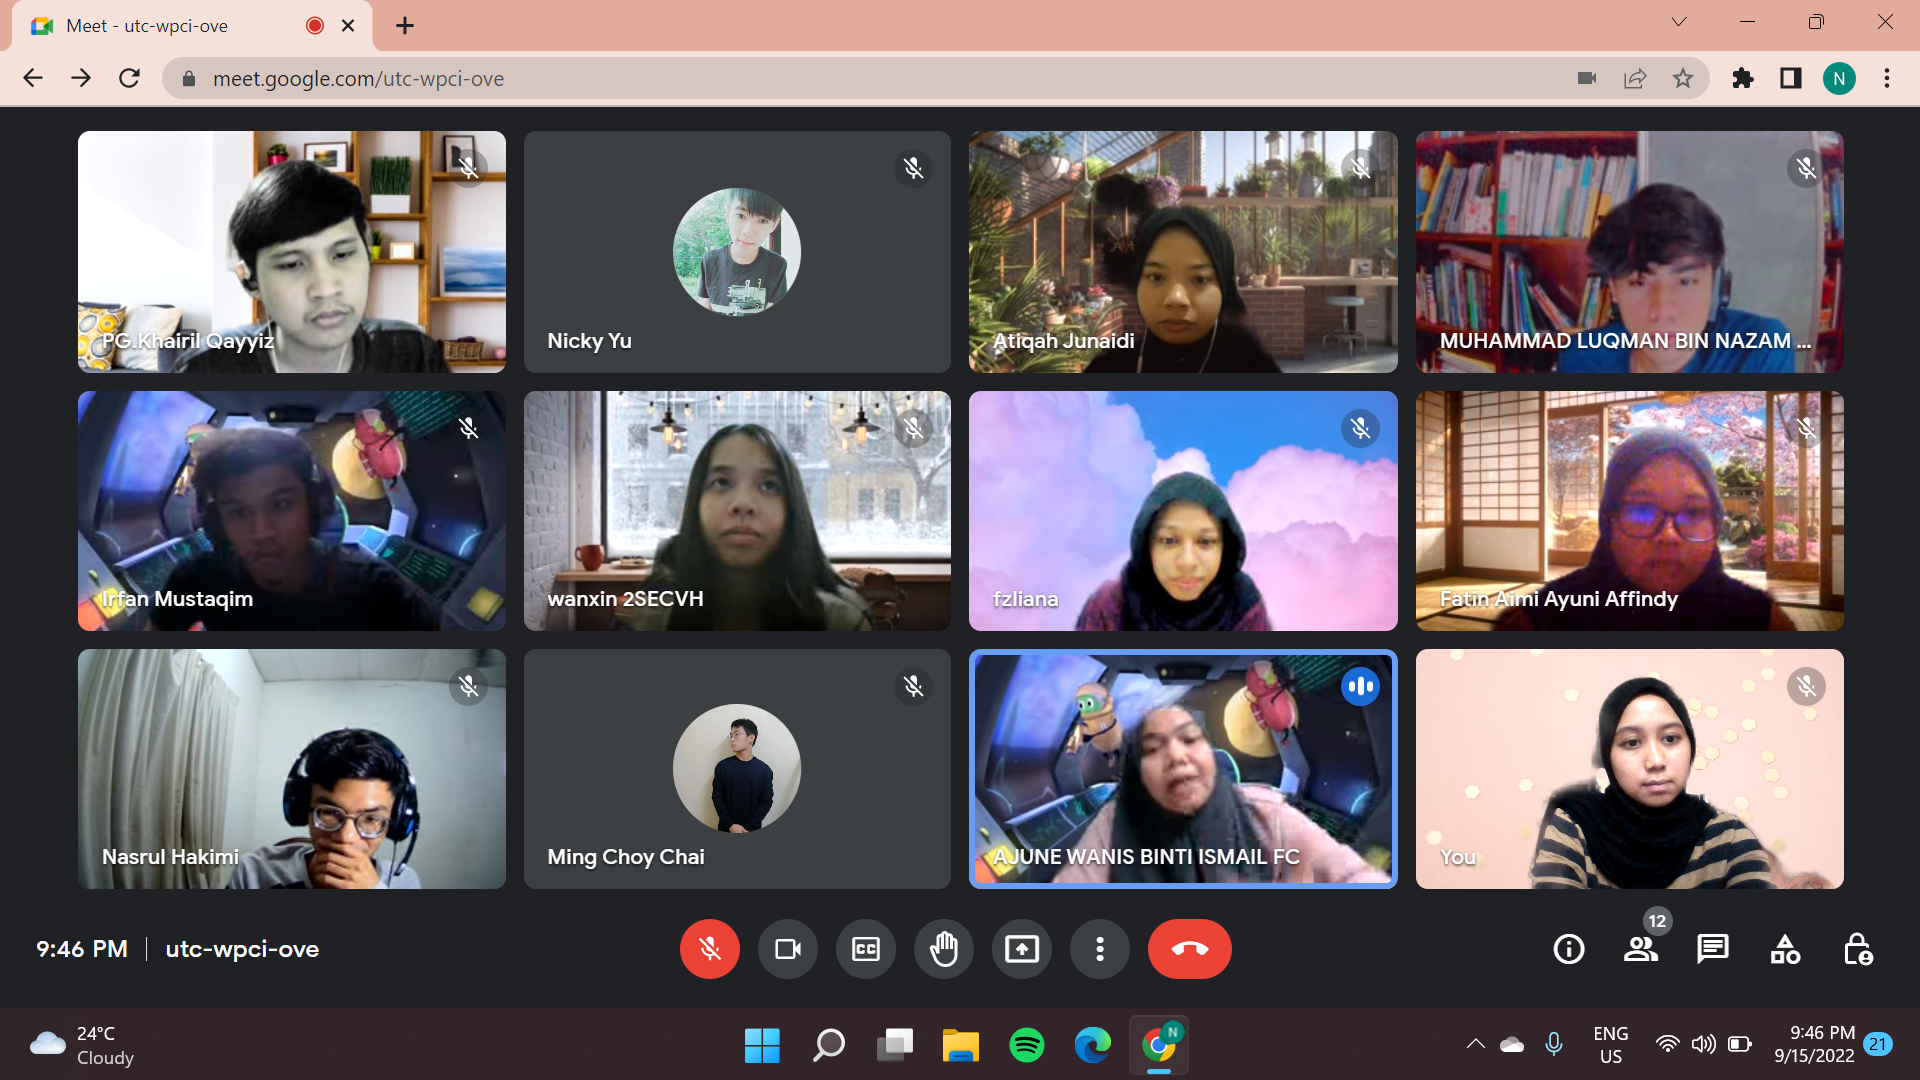 Meet - utc-wpci-ove
meet.google.com/utc-wpci-ove
N
PG.Khairil Qayyiz
Nicky Yu
Atiqah Junaidi
MUHAMMAD LUQMAN BIN NAZAM ...
Irfan Mustaqim
wanxin 2SECVH
fzliana
Fatin Aimi Ayuni Affindy
Nasrul Hakimi
Ming Choy Chai
AJUNE WANIS BINTI ISMAIL FC
You
9:46 PM | utc-wpci-ove
CC
12
24°C
Cloudy
N
ENG
US
9:46 PM
9/15/2022
21